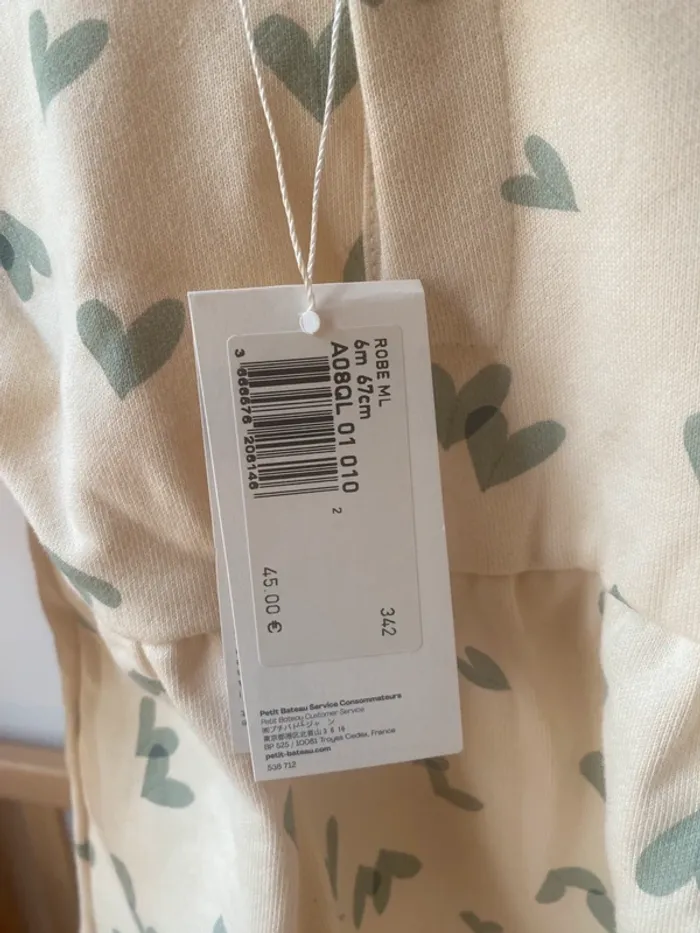 ROBE ML
6m 67cm
A08QL 01 010
2
3 666676 206146
45.00 €
342
Petit Bateau Service Consommateurs
Petit Bateau Customer Service
BP 525 / 10081 Troyes Cedex, France
petit-bateau.com
536 712